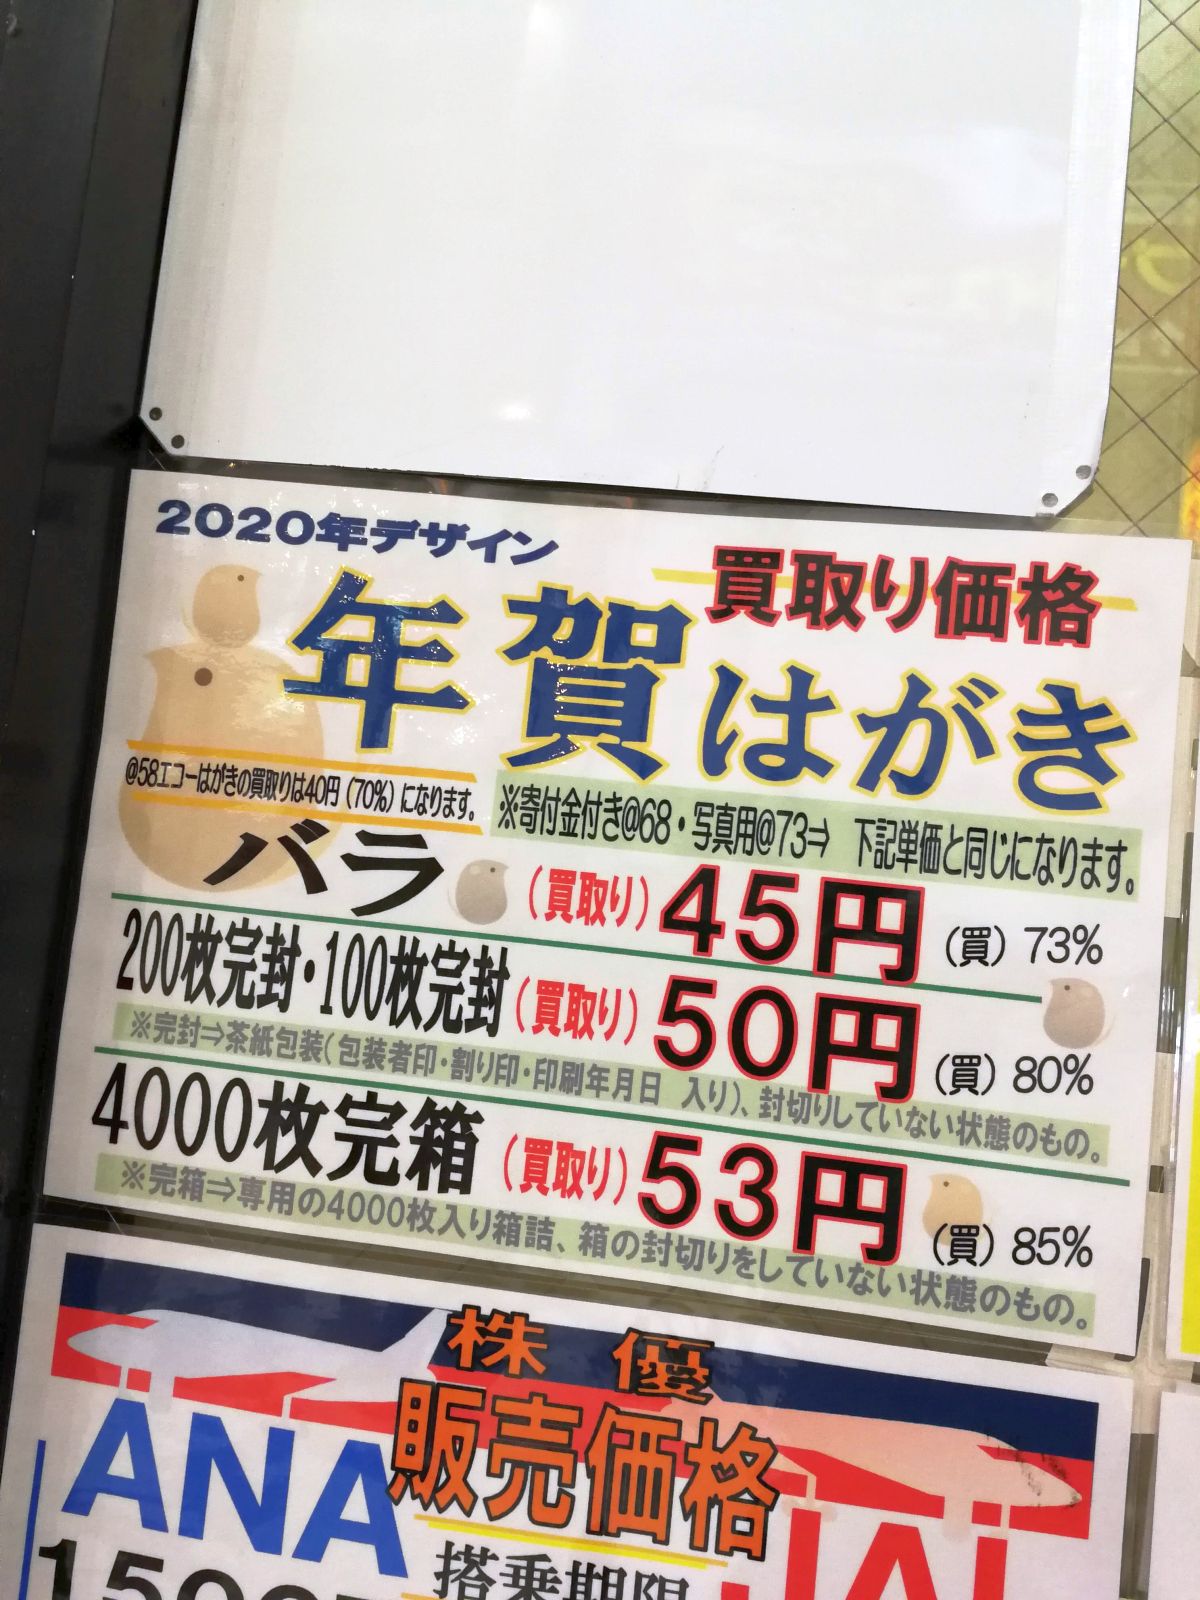 2020年デザイン
買取り価格
年賀はがき
@58エコーはがきの買取りは40円(70%)になります。
※寄付金付き@68・写真用@73⇒ 下記単価と同じになります。
バラ (買取り) 45円 (買) 73%
200枚完封・100枚完封 (買取り) 50円 (買) 80%
※完封⇒茶紙包装(包装者印・割り印・印刷年月日 入り)、封切りしていない状態のもの。
4000枚完箱 (買取り) 53円 (買) 85%
※完箱⇒専用の4000枚入り箱詰、箱の封切りをしていない状態のもの。
株優
販売価格
ANA
JAL
搭乗期限